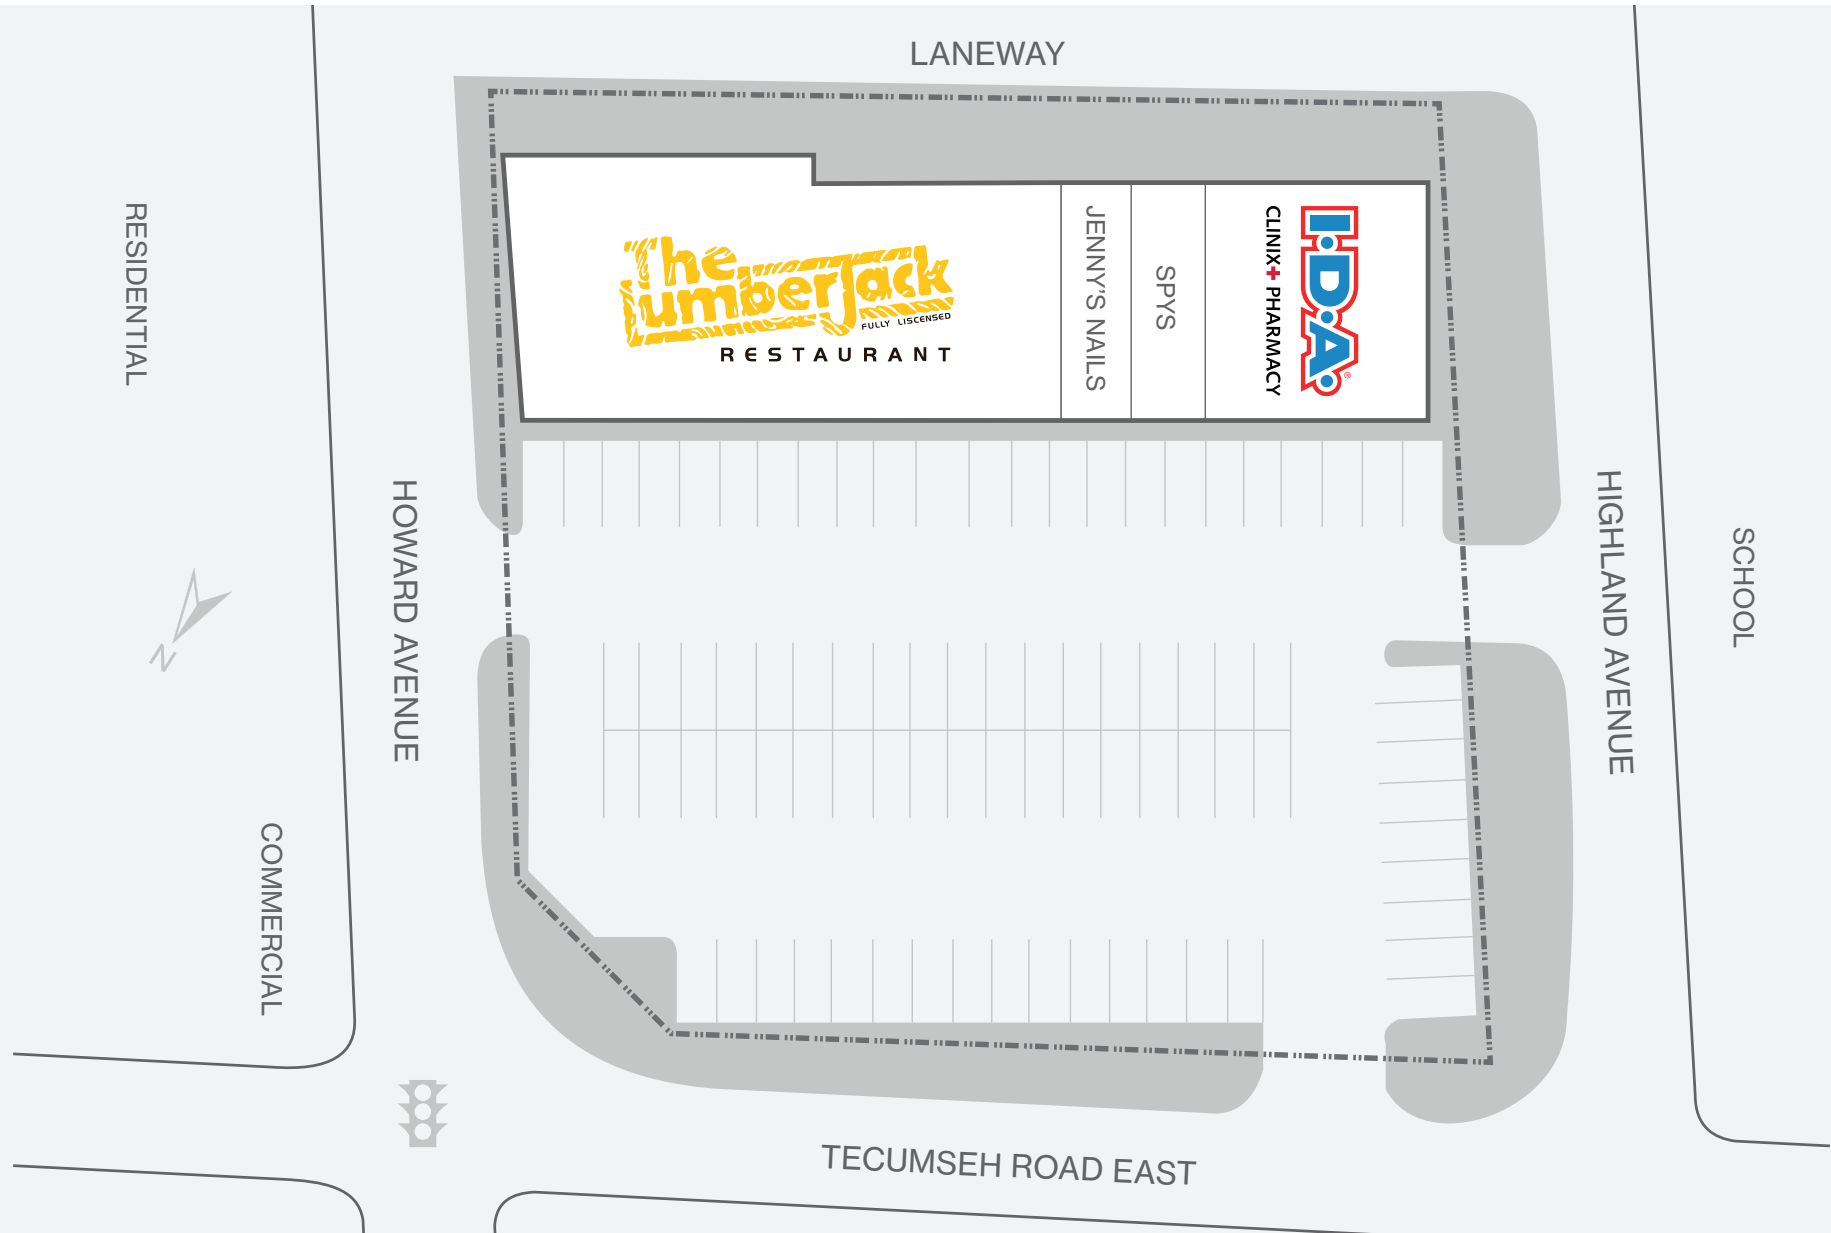 LANEWAY
RESIDENTIAL
The
LumberJack
FULLY LISCENSED
RESTAURANT
JENNY'S NAILS
SPYS
I·D·A·®
CLINIX+ PHARMACY
HOWARD AVENUE
HIGHLAND AVENUE
SCHOOL
N
COMMERCIAL
TECUMSEH ROAD EAST